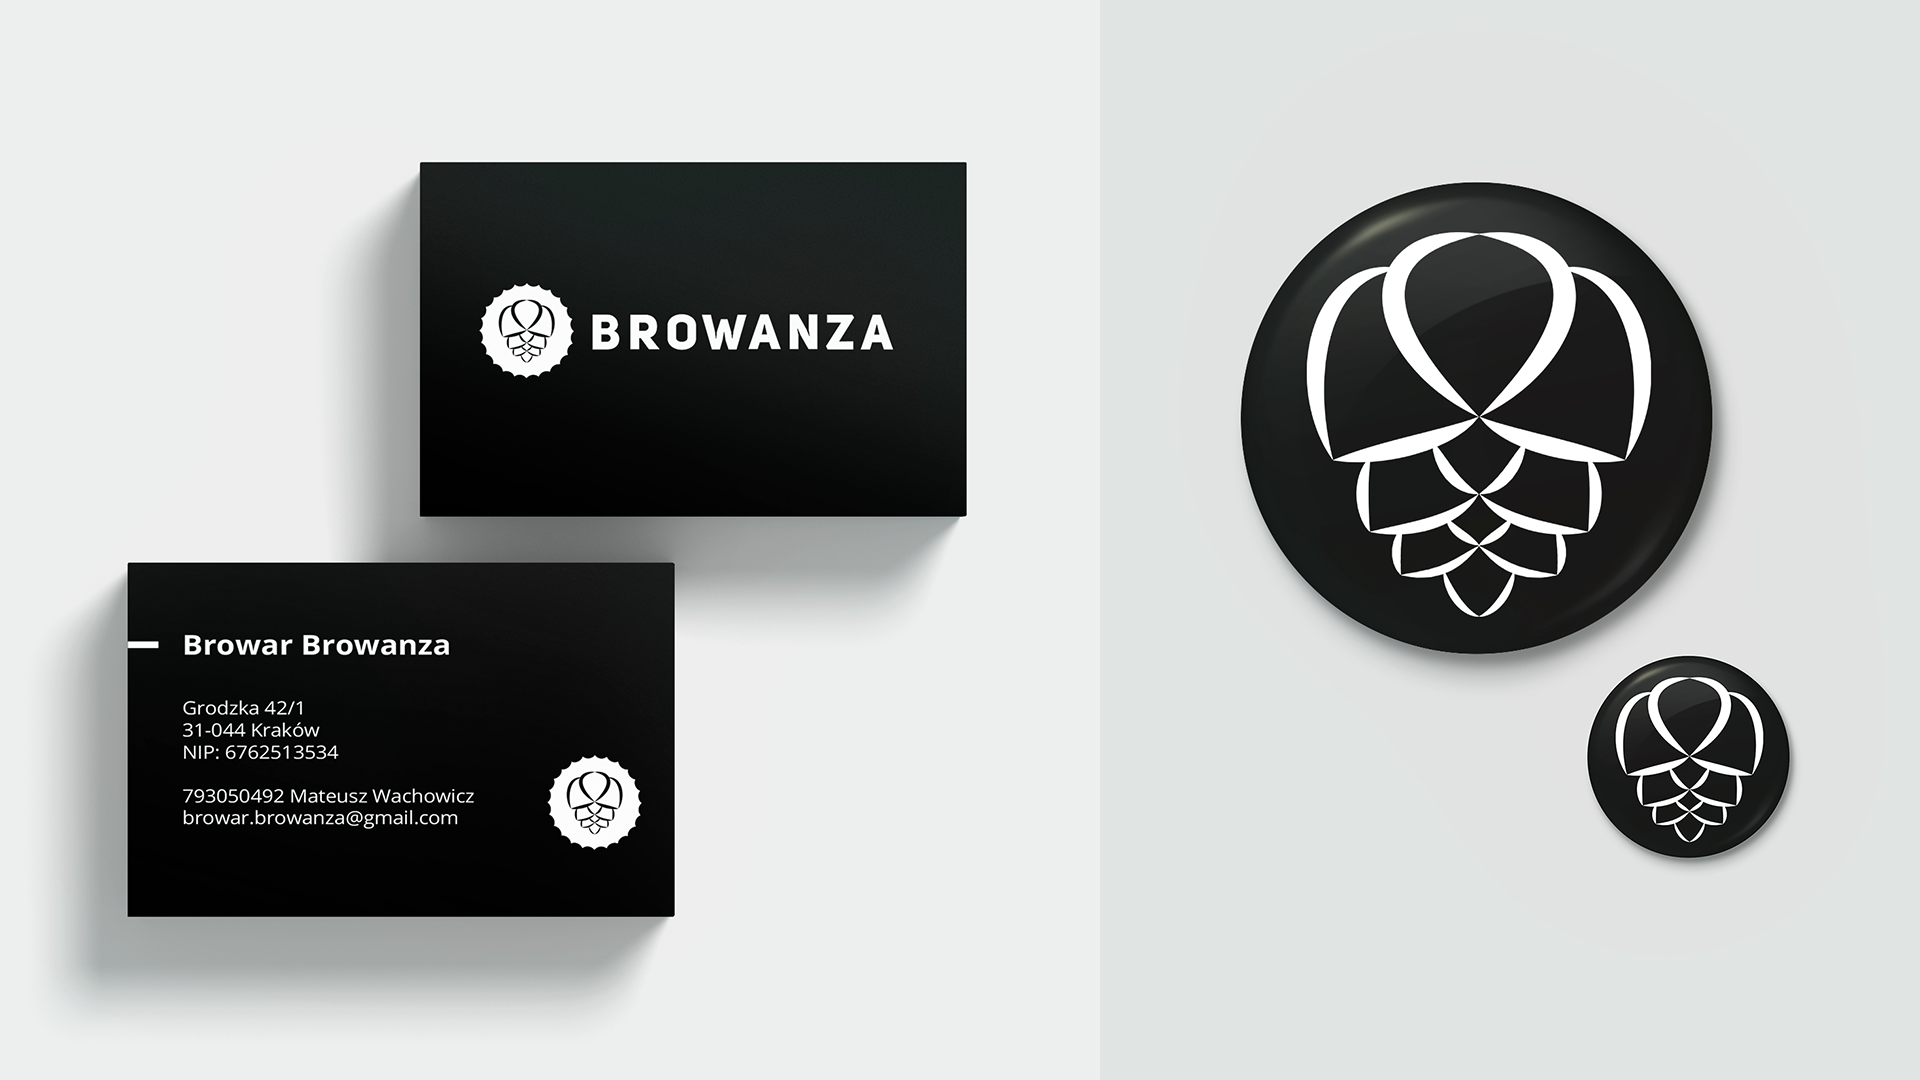 BROWANZA
Browar Browanza
Grodzka 42/1
31-044 Kraków
NIP: 6762513534
793050492 Mateusz Wachowicz
browar.browanza@gmail.com